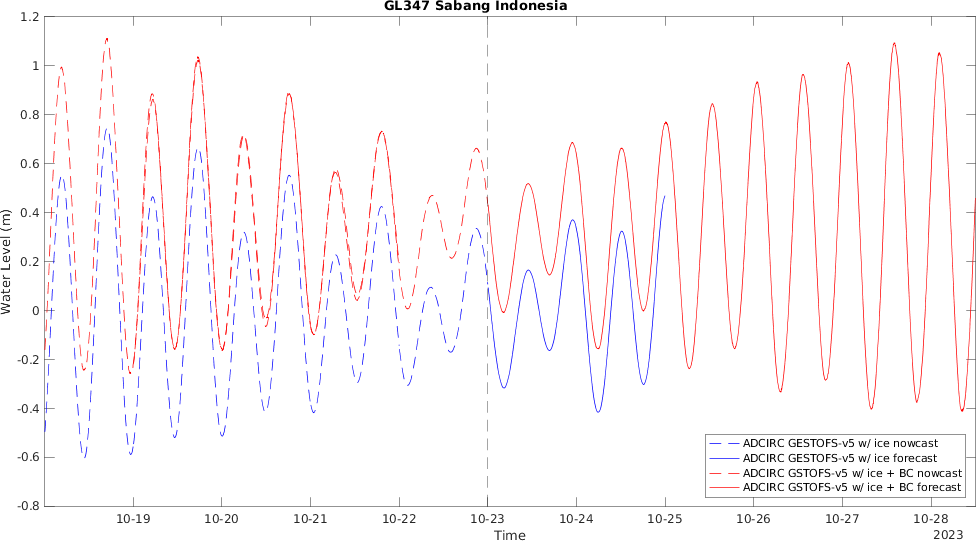 GL347 Sabang Indonesia
Water Level (m)
1.2
1
0.8
0.6
0.4
0.2
0
-0.2
-0.4
-0.6
-0.8
ADCIRC GESTOFS-v5 w/ ice nowcast
ADCIRC GESTOFS-v5 w/ ice forecast
ADCIRC GSTOFS-v5 w/ ice + BC nowcast
ADCIRC GSTOFS-v5 w/ ice + BC forecast
10-19 10-20 10-21 10-22 10-23 10-24 10-25 10-26 10-27 10-28
Time
2023